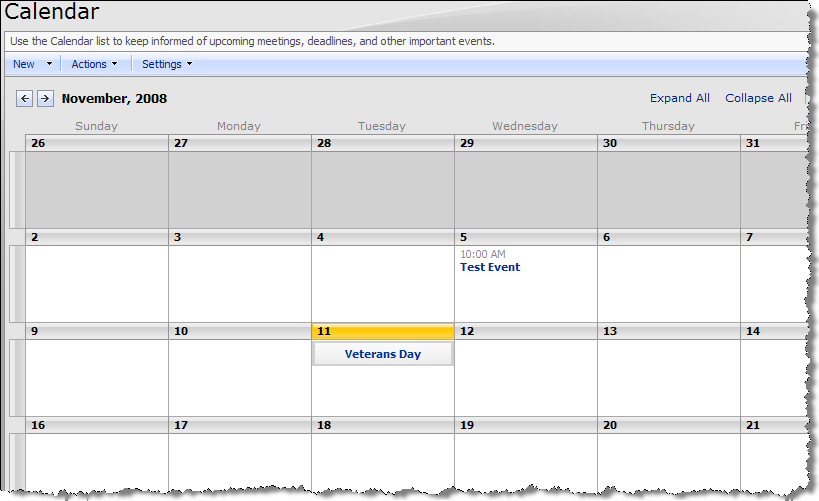 Calendar
Use the Calendar list to keep informed of upcoming meetings, deadlines, and other important events.
New Actions Settings
November, 2008 Expand All Collapse All
Sunday Monday Tuesday Wednesday Thursday Fri
26 27 28 29 30 31
2 3 4 5 6 7
10:00 AM
Test Event
9 10 11 12 13 14
Veterans Day
16 17 18 19 20 21